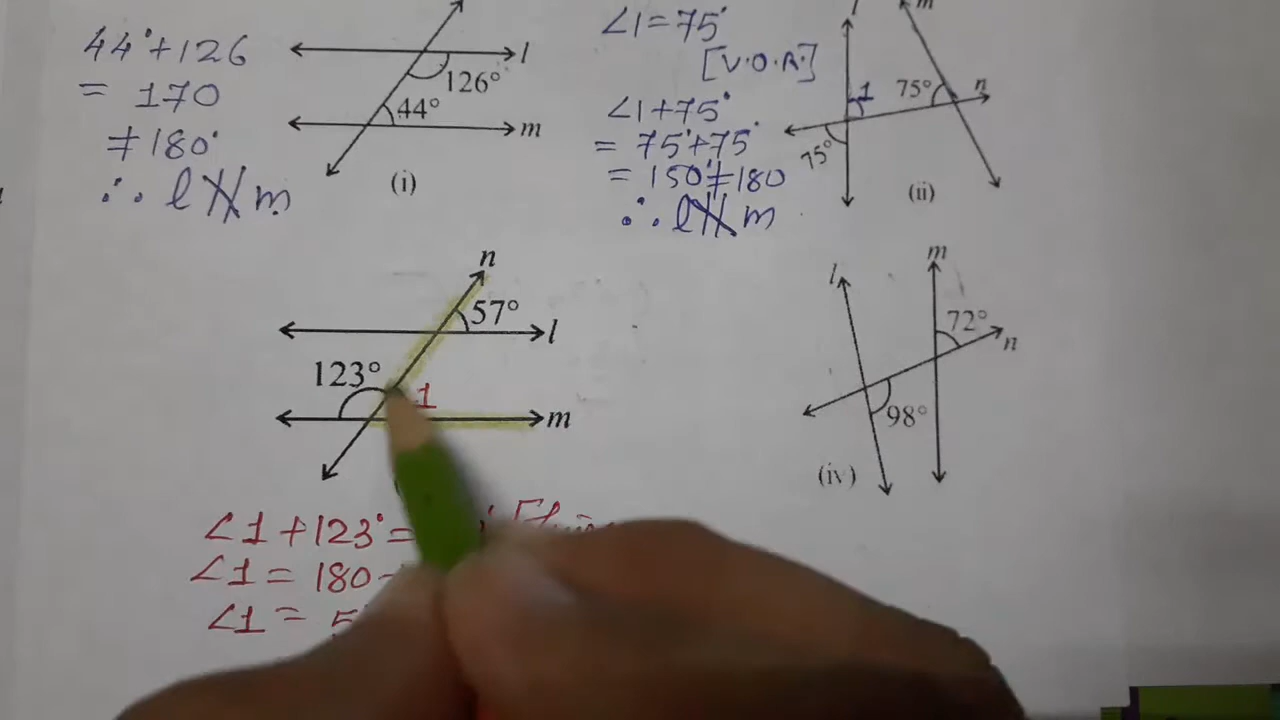 44°+126
= 170
≠180°
∴ l ∦ m
l
126°
44°
m
(i)
∠1=75°
[V.O.A.]
∠1+75°
= 75°+75°
= 150°≠180
∴ l ∦ m
l
m
1
75°
n
75°
(ii)
n
57°
l
123°
1
m
l
m
72°
n
98°
(iv)
∠1+123°=
∠1= 180-
∠1 =